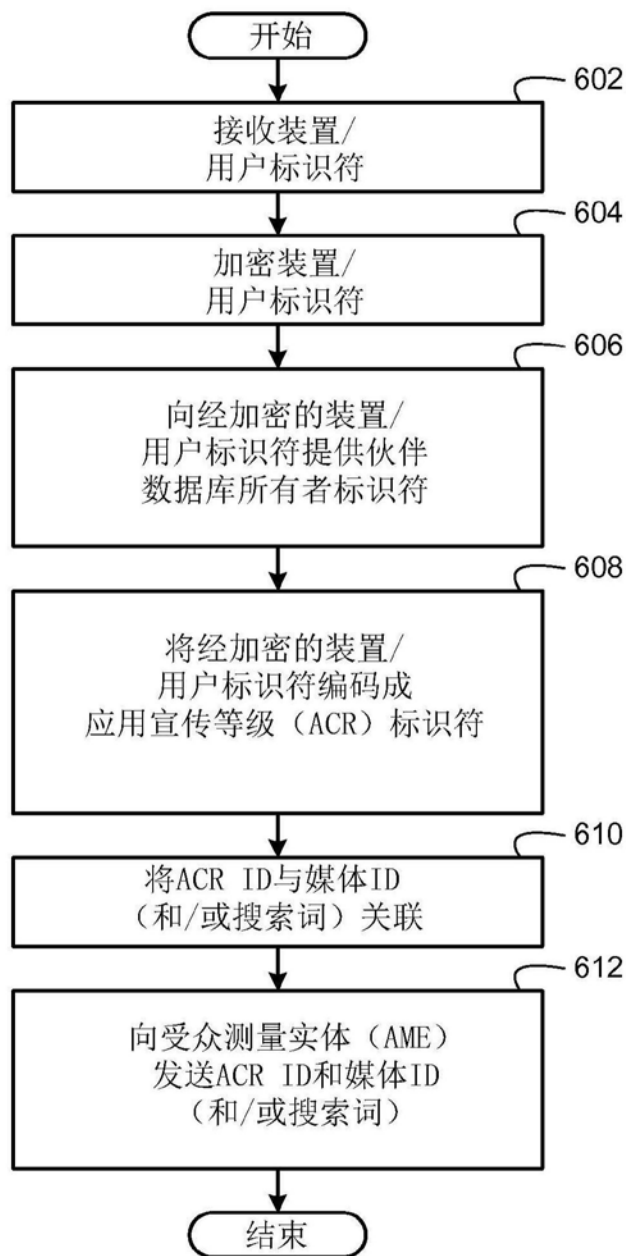 开始
602
接收装置/
用户标识符
604
加密装置/
用户标识符
606
向经加密的装置/
用户标识符提供伙伴
数据库所有者标识符
608
将经加密的装置/
用户标识符编码成
应用宣传等级（ACR）标识符
610
将ACR ID与媒体ID
（和/或搜索词）关联
612
向受众测量实体（AME）
发送ACR ID和媒体ID
（和/或搜索词）
结束